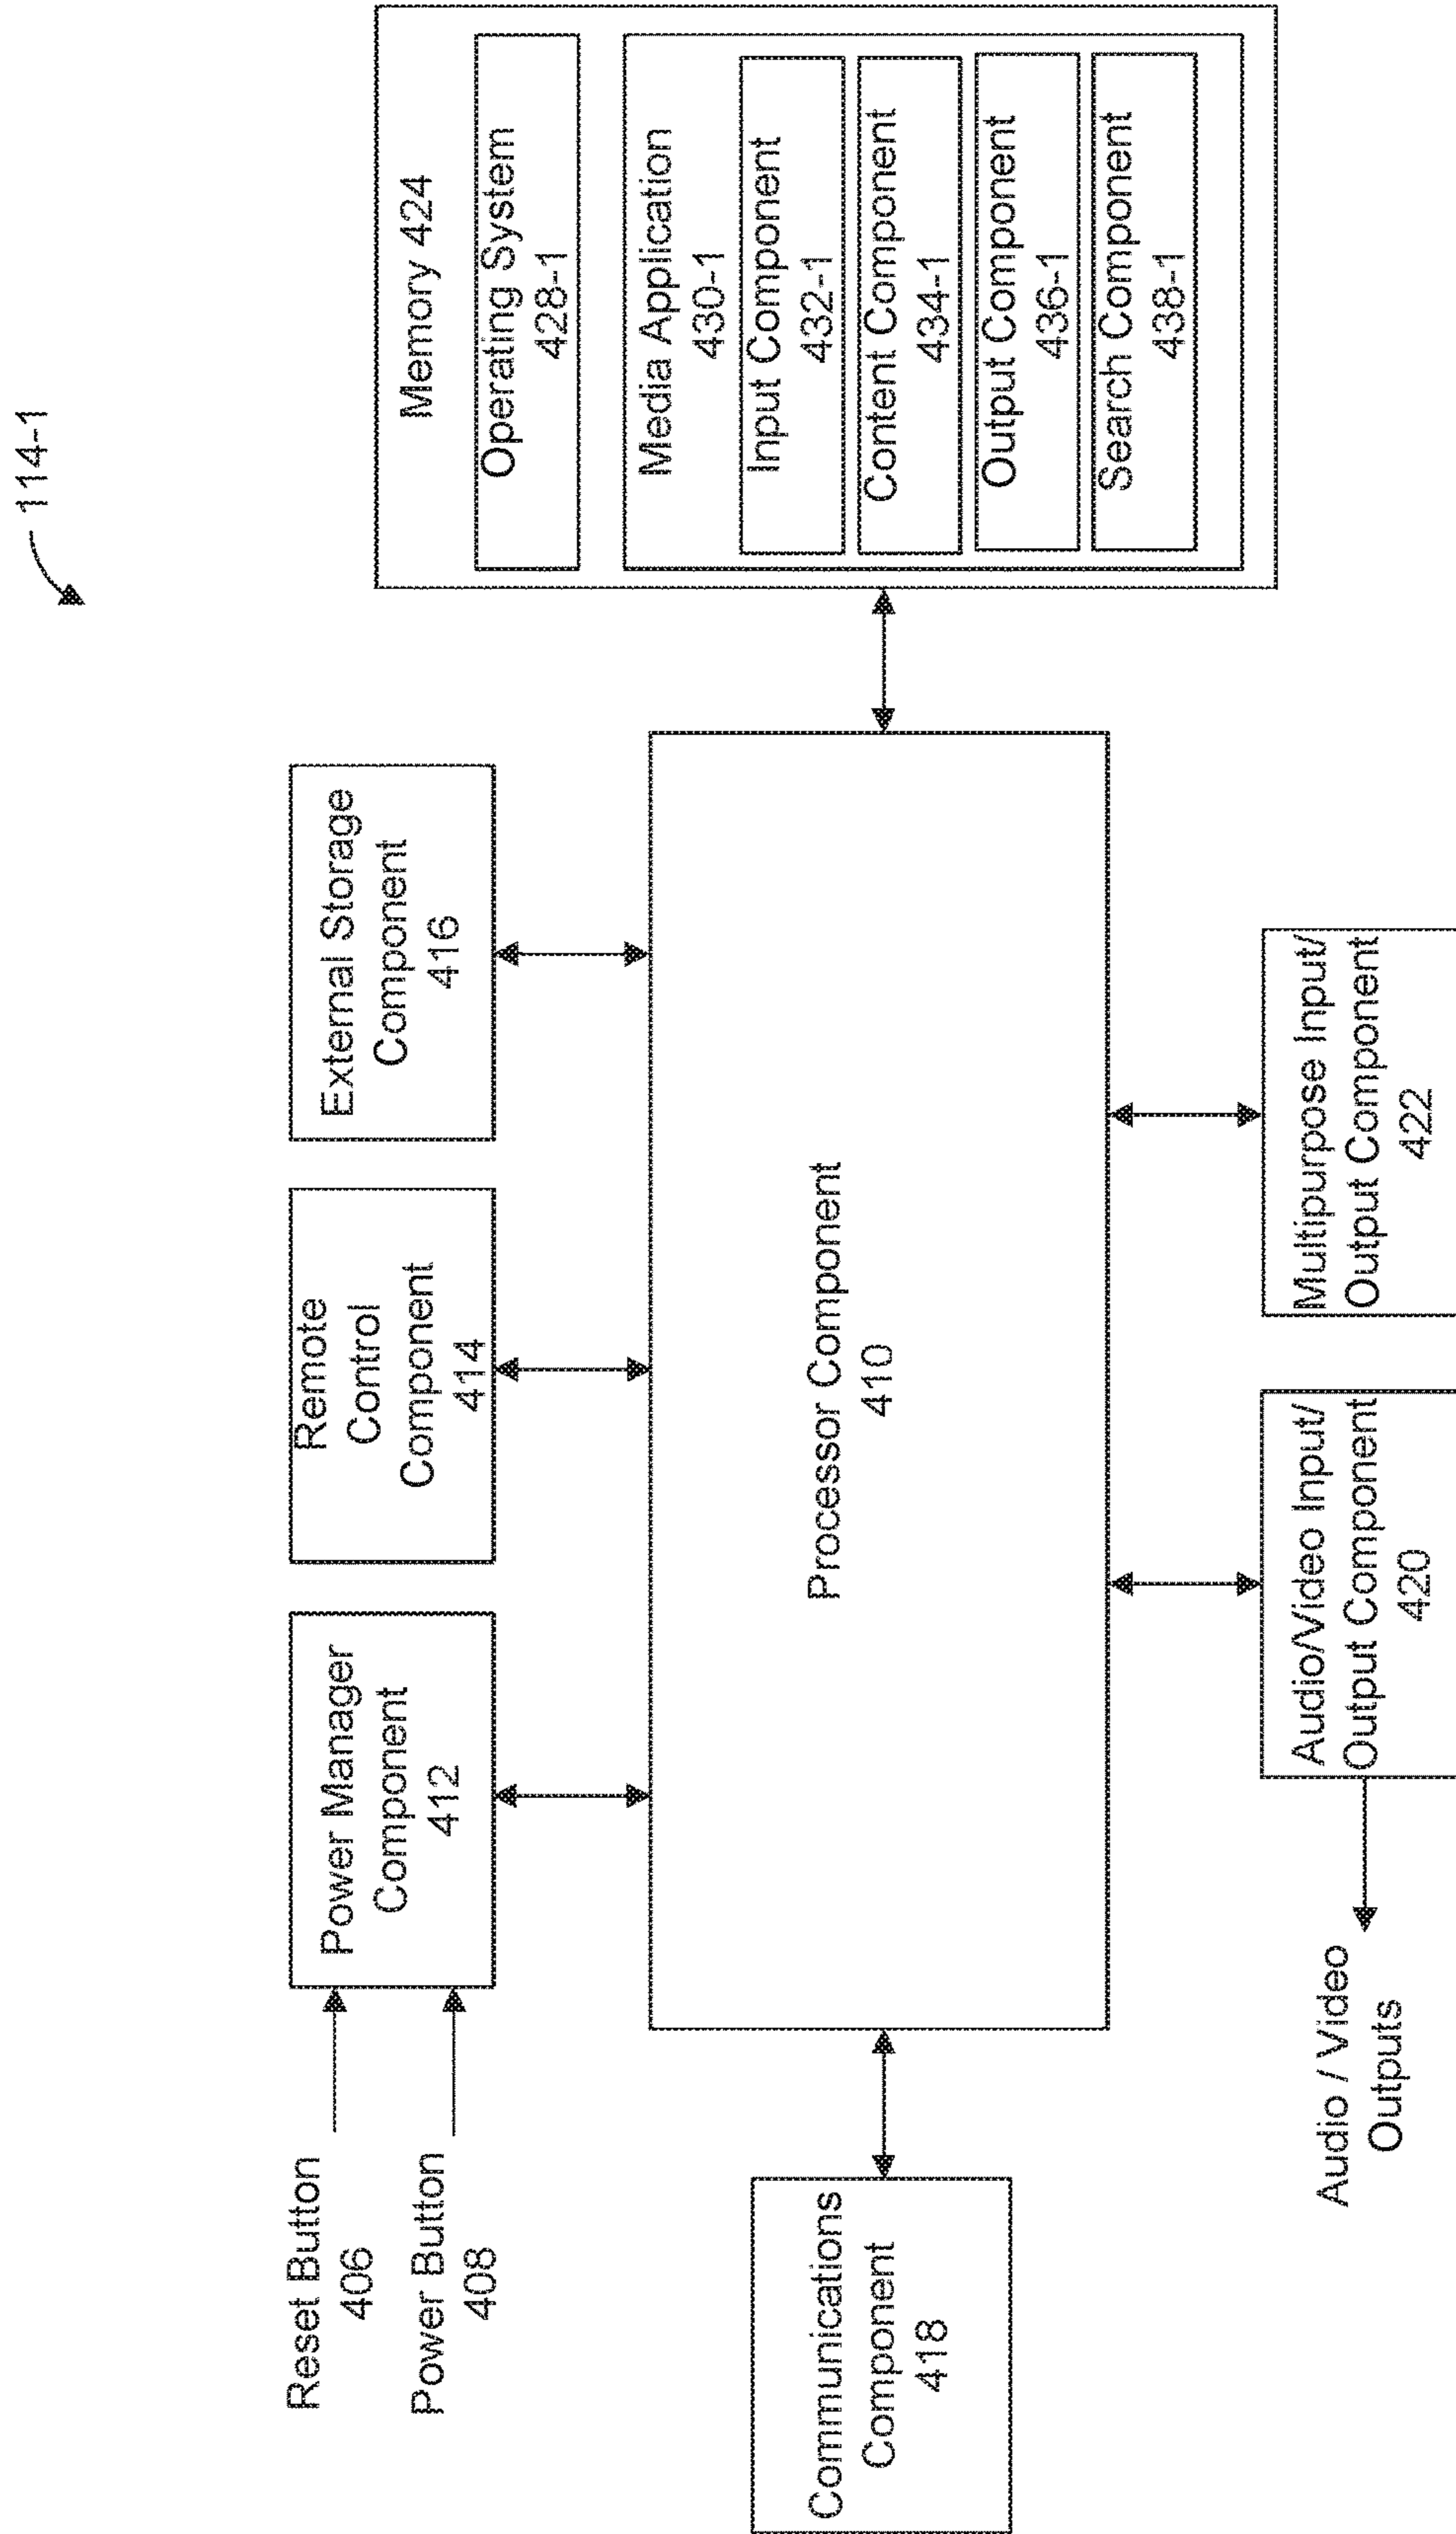 114-1
Reset Button
406
Power Button
408
Power Manager
Component
412
Remote
Control
Component
414
External Storage
Component
416
Memory 424
Operating System
428-1
Media Application
430-1
Input Component
432-1
Content Component
434-1
Output Component
436-1
Search Component
438-1
Communications
Component
418
Processor Component
410
Audio / Video
Outputs
Audio/Video Input/
Output Component
420
Multipurpose Input/
Output Component
422